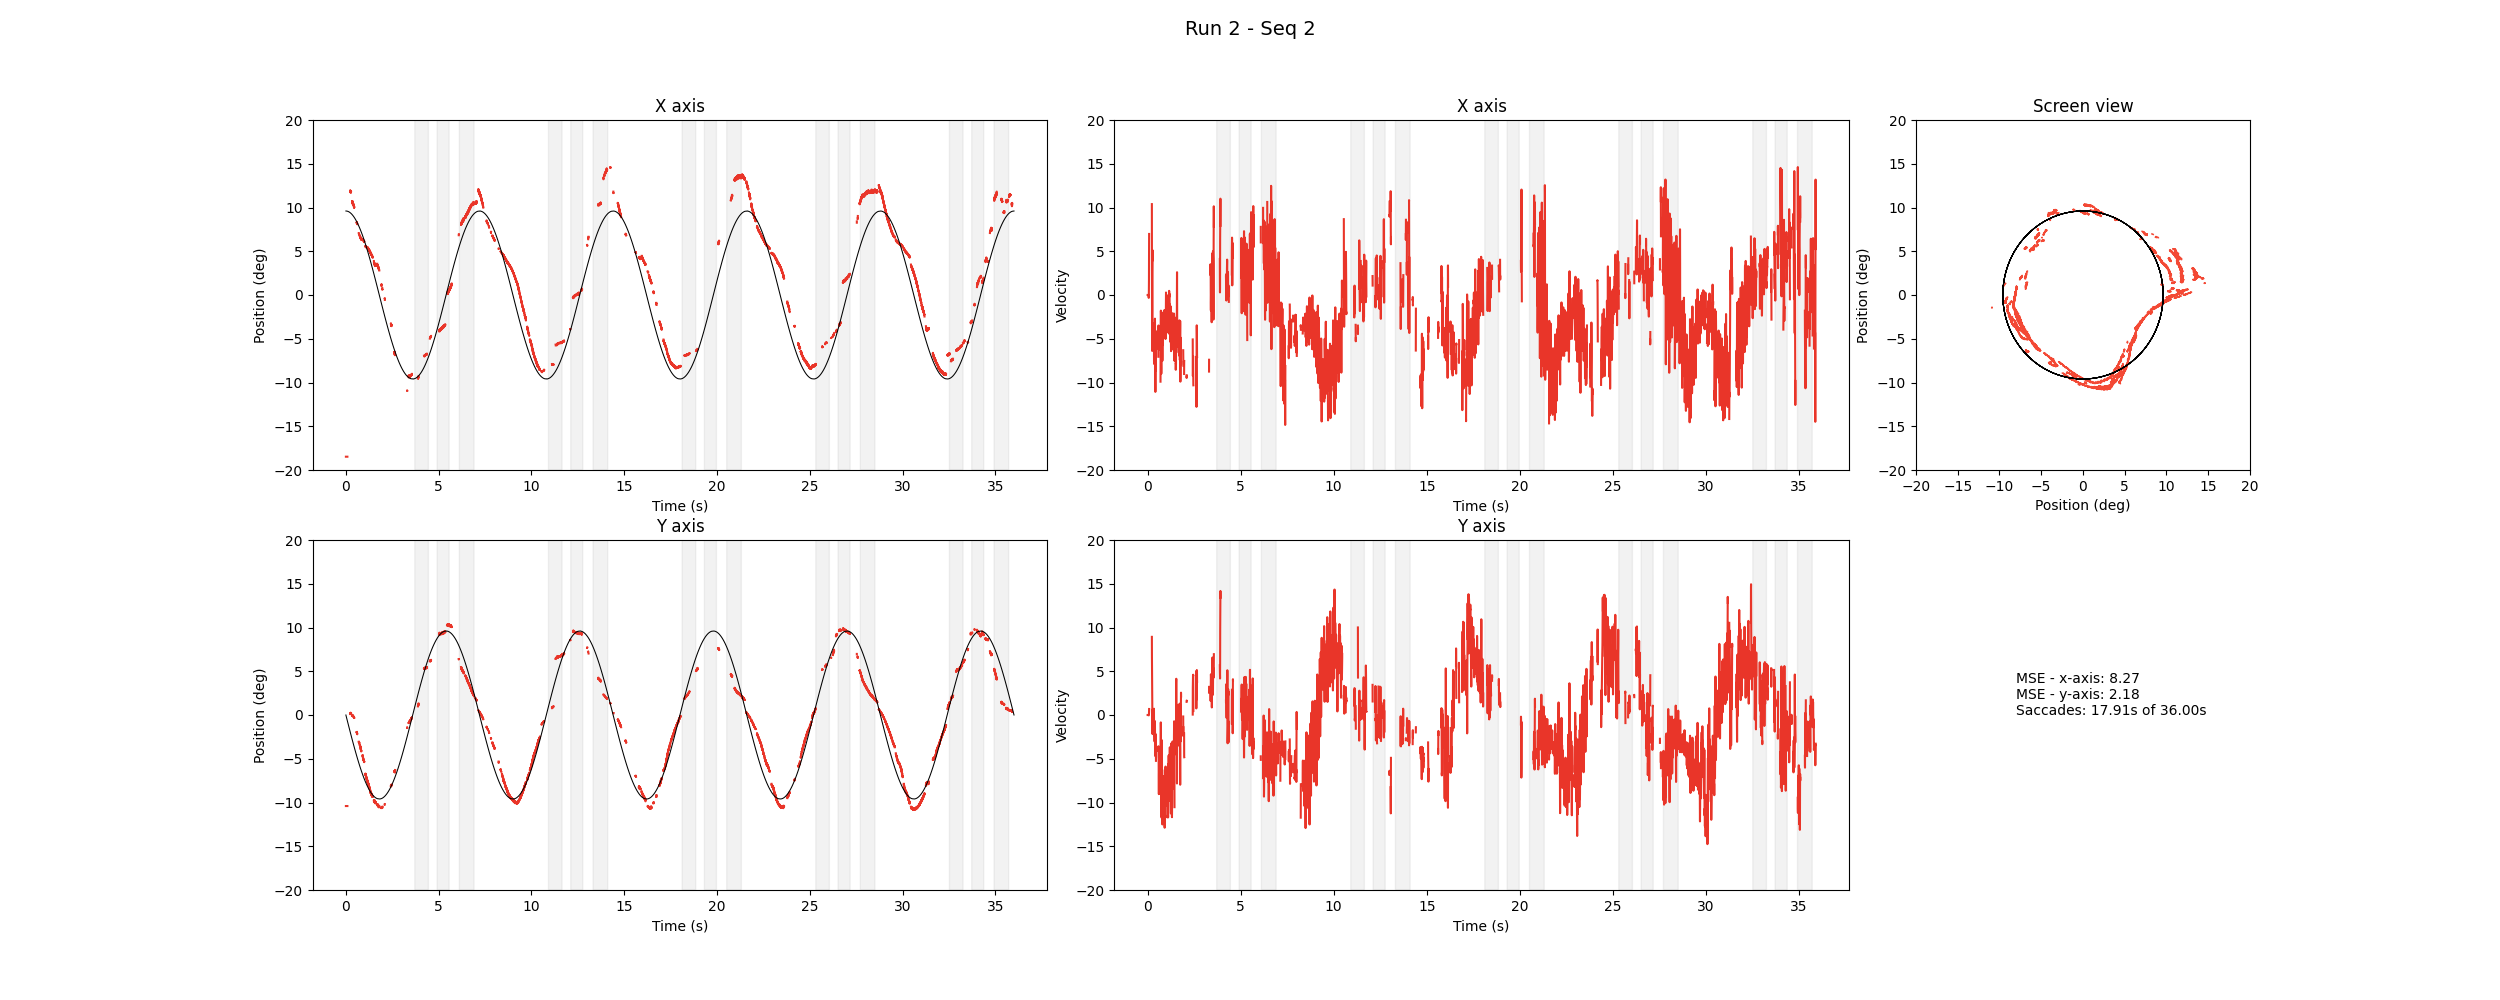 Run 2 - Seq 2
X axis
20
15
10
5
0
−5
−10
−15
−20
Position (deg)
0 5 10 15 20 25 30 35
Time (s)
X axis
20
15
10
5
0
−5
−10
−15
−20
Velocity
0 5 10 15 20 25 30 35
Time (s)
Screen view
20
15
10
5
0
−5
−10
−15
−20
Position (deg)
−20 −15 −10 −5 0 5 10 15 20
Position (deg)
Y axis
20
15
10
5
0
−5
−10
−15
−20
Position (deg)
0 5 10 15 20 25 30 35
Time (s)
Y axis
20
15
10
5
0
−5
−10
−15
−20
Velocity
0 5 10 15 20 25 30 35
Time (s)
MSE - x-axis: 8.27
MSE - y-axis: 2.18
Saccades: 17.91s of 36.00s